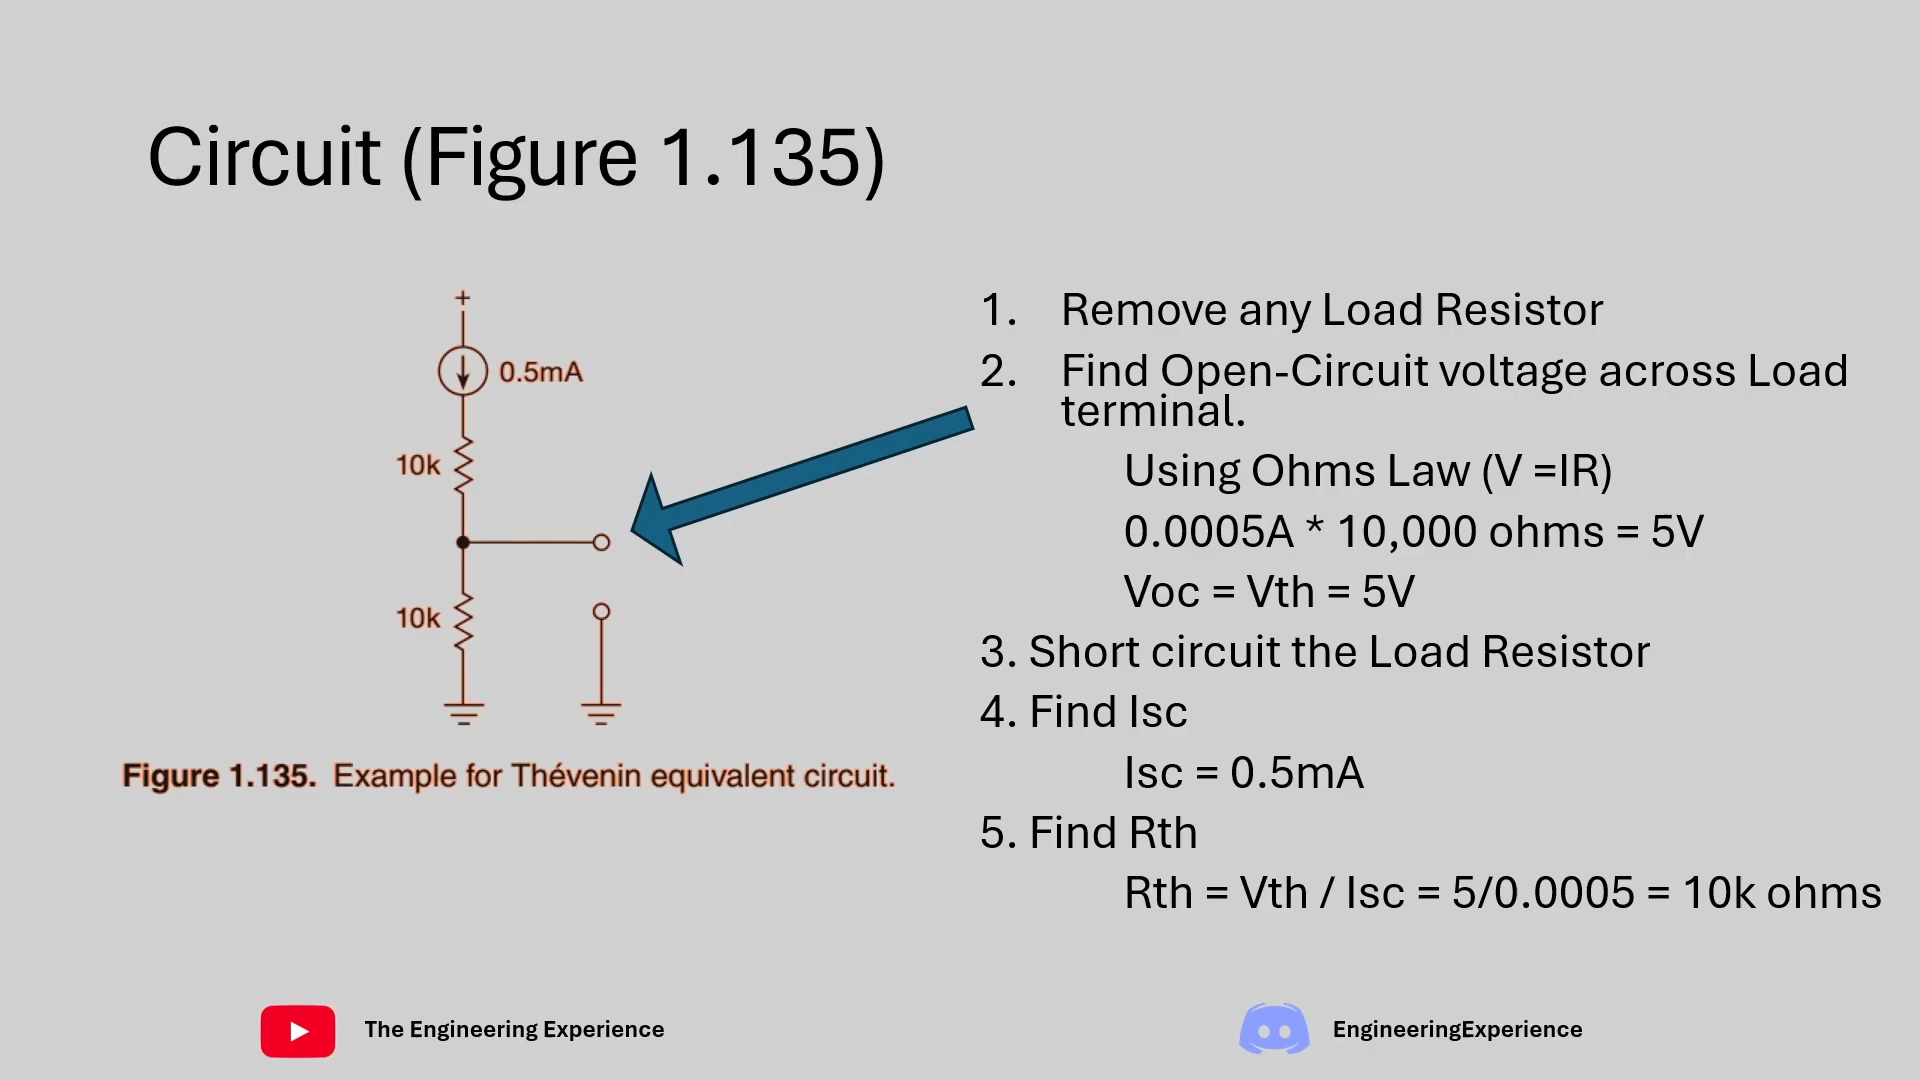 Circuit (Figure 1.135)
+
0.5mA
10k
10k
Figure 1.135. Example for Thévenin equivalent circuit.
1. Remove any Load Resistor
2. Find Open-Circuit voltage across Load
terminal.
Using Ohms Law (V =IR)
0.0005A * 10,000 ohms = 5V
Voc = Vth = 5V
3. Short circuit the Load Resistor
4. Find Isc
Isc = 0.5mA
5. Find Rth
Rth = Vth / Isc = 5/0.0005 = 10k ohms
The Engineering Experience
EngineeringExperience